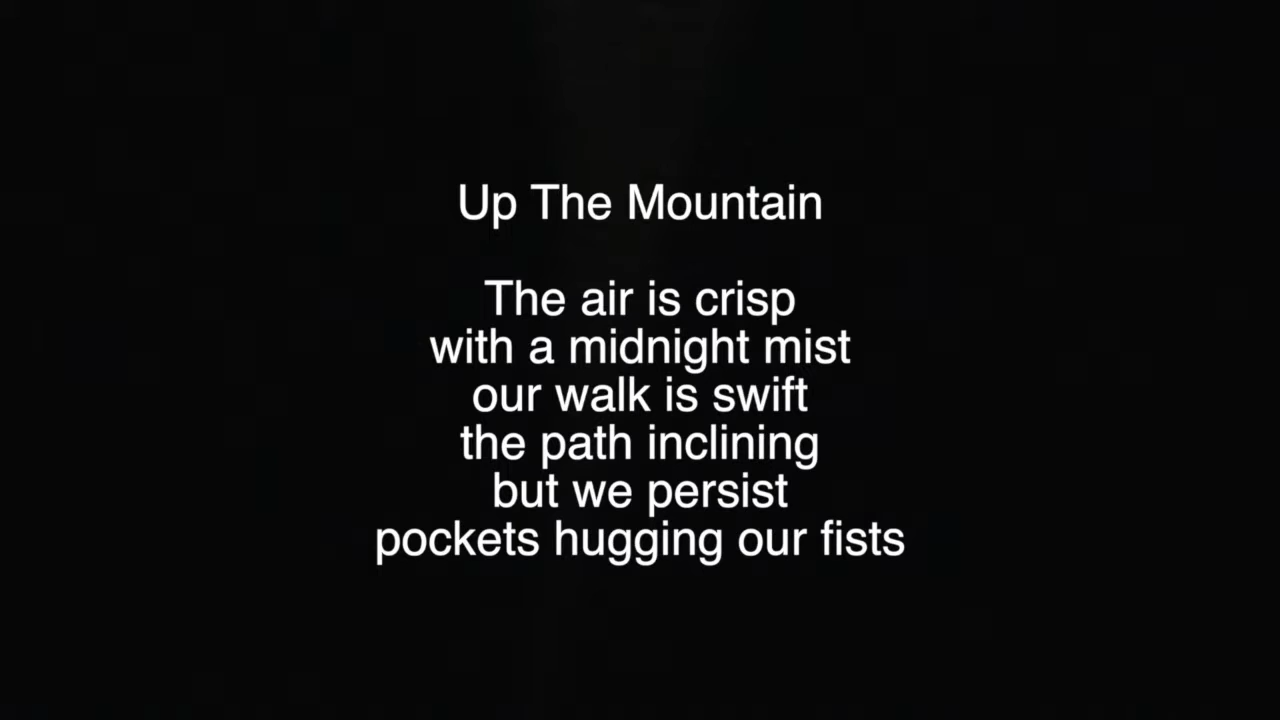 Up The Mountain
The air is crisp
with a midnight mist
our walk is swift
the path inclining
but we persist
pockets hugging our fists